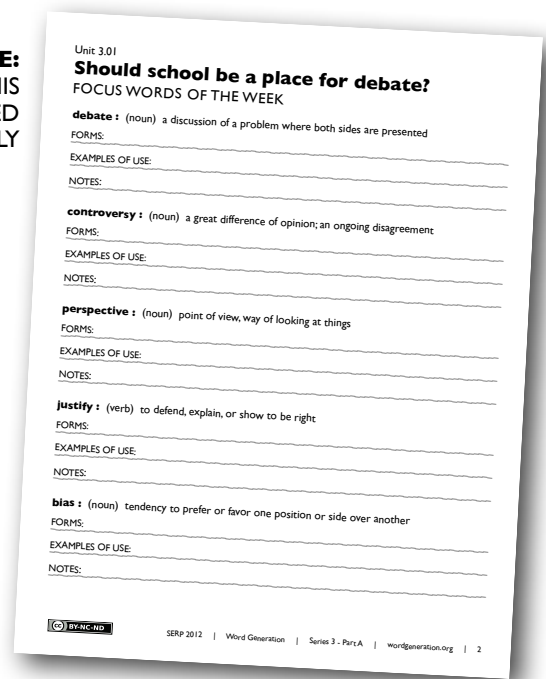 E:
HIS
ED
LY
Unit 3.01
Should school be a place for debate?
FOCUS WORDS OF THE WEEK
debate : (noun) a discussion of a problem where both sides are presented
FORMS:
EXAMPLES OF USE:
NOTES:
controversy : (noun) a great difference of opinion; an ongoing disagreement
FORMS:
EXAMPLES OF USE:
NOTES:
perspective : (noun) point of view, way of looking at things
FORMS:
EXAMPLES OF USE:
NOTES:
justify : (verb) to defend, explain, or show to be right
FORMS:
EXAMPLES OF USE:
NOTES:
bias : (noun) tendency to prefer or favor one position or side over another
FORMS:
EXAMPLES OF USE:
NOTES:
cc BY-NC-ND SERP 2012 | Word Generation | Series 3 - Part A | wordgeneration.org | 2